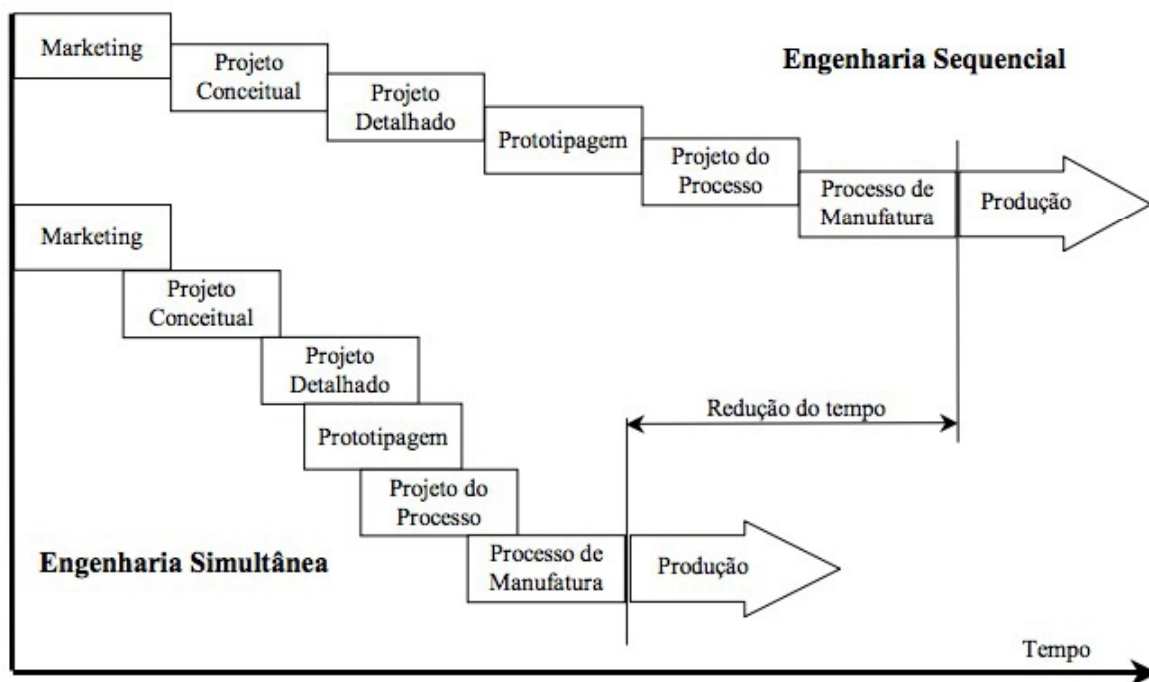 Marketing
Projeto
Conceitual
Engenharia Sequencial
Projeto
Detalhado
Prototipagem
Projeto do
Processo
Processo de
Manufatura
Produção
Marketing
Projeto
Conceitual
Projeto
Detalhado
Redução do tempo
Prototipagem
Projeto do
Processo
Engenharia Simultânea
Processo de
Manufatura
Produção
Tempo